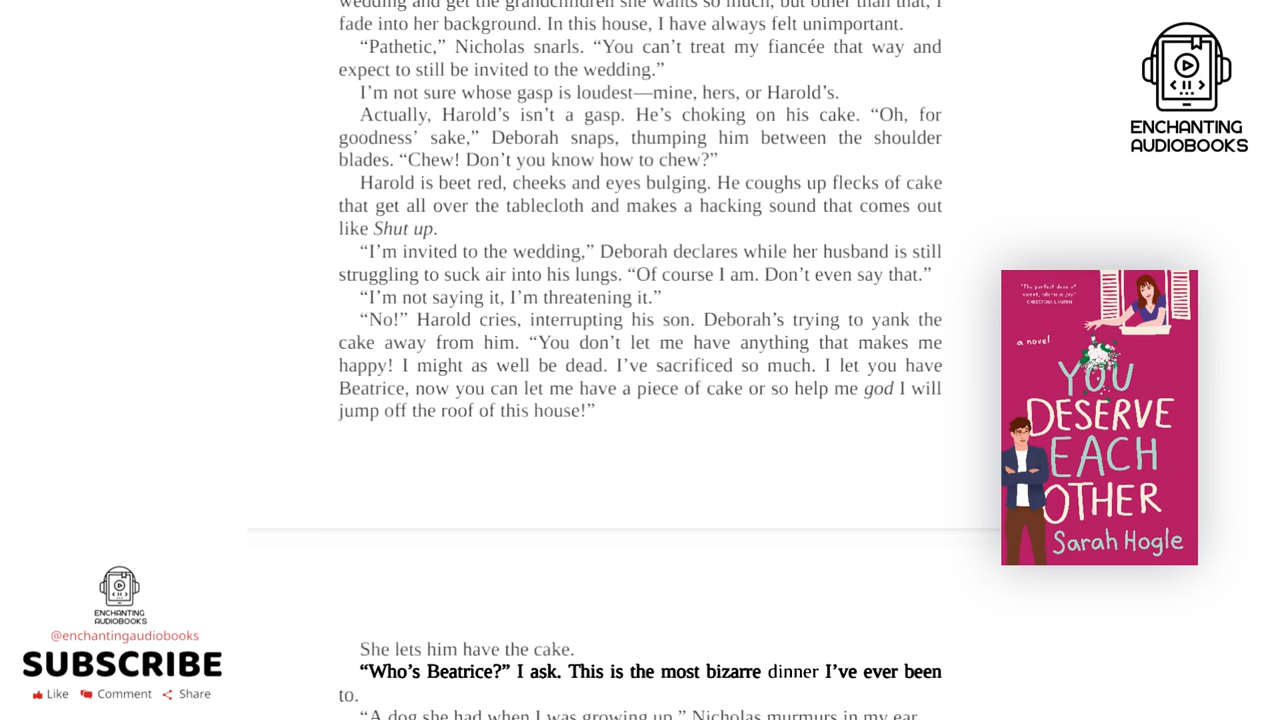 wedding and get the grandchildren she wants so much, but other than that, I
fade into her background. In this house, I have always felt unimportant.
“Pathetic,” Nicholas snarls. “You can’t treat my fiancée that way and
expect to still be invited to the wedding.”
I’m not sure whose gasp is loudest—mine, hers, or Harold’s.
Actually, Harold’s isn’t a gasp. He’s choking on his cake. “Oh, for
goodness’ sake,” Deborah snaps, thumping him between the shoulder
blades. “Chew! Don’t you know how to chew?”
Harold is beet red, cheeks and eyes bulging. He coughs up flecks of cake
that get all over the tablecloth and makes a hacking sound that comes out
like Shut up.
“I’m invited to the wedding,” Deborah declares while her husband is still
struggling to suck air into his lungs. “Of course I am. Don’t even say that.”
“I’m not saying it, I’m threatening it.”
“No!” Harold cries, interrupting his son. Deborah’s trying to yank the
cake away from him. “You don’t let me have anything that makes me
happy! I might as well be dead. I’ve sacrificed so much. I let you have
Beatrice, now you can let me have a piece of cake or so help me god I will
jump off the roof of this house!”
She lets him have the cake.
“Who’s Beatrice?” I ask. This is the most bizarre dinner I’ve ever been
to.
“A dog she had when I was growing up,” Nicholas murmurs in my ear.
ENCHANTING
AUDIOBOOKS
"The perfect dose of
CHRISTINA LAUREN
a novel
YOU
DESERVE
EACH
OTHER
Sarah Hogle
ENCHANTING
AUDIOBOOKS
@enchantingaudiobooks
SUBSCRIBE
Like Comment Share